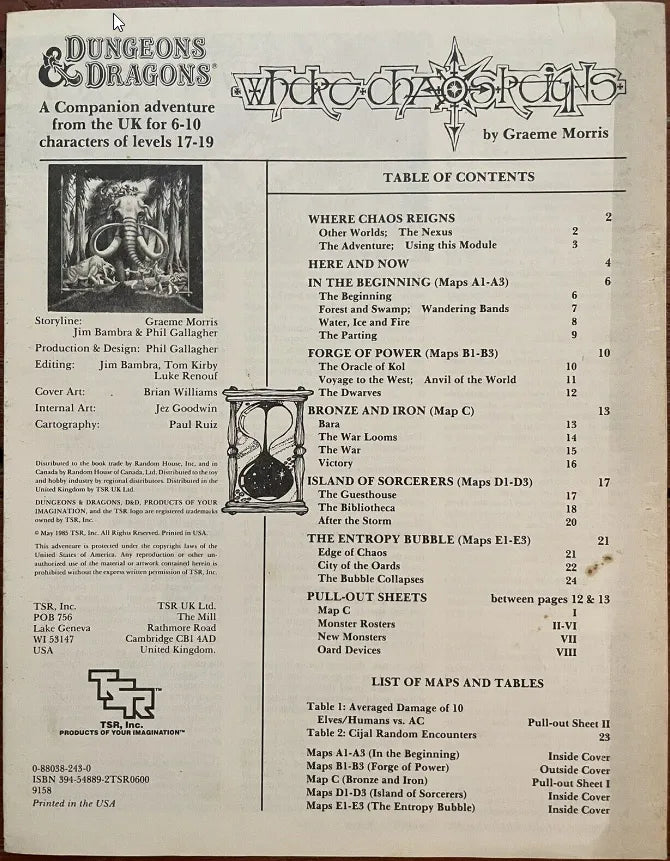 DUNGEONS
& DRAGONS®
A Companion adventure
from the UK for 6-10
characters of levels 17-19
Where Chaos Reigns
by Graeme Morris
Storyline: Graeme Morris
Jim Bambra & Phil Gallagher
Production & Design: Phil Gallagher
Editing: Jim Bambra, Tom Kirby
Luke Renouf
Cover Art: Brian Williams
Internal Art: Jez Goodwin
Cartography: Paul Ruiz
Distributed to the book trade by Random House, Inc, and in
Canada by Random House of Canada, Ltd. Distributed to the toy
and hobby industry by regional distributors. Distributed in the
United Kingdom by TSR UK Ltd.
DUNGEONS & DRAGONS, D&D, PRODUCTS OF YOUR
IMAGINATION, and the TSR logo are registered trademarks
owned by TSR, Inc.
© May 1985 TSR, Inc. All Rights Reserved. Printed in USA.
This adventure is protected under the copyright laws of the
United States of America. Any reproduction or other un-
authorized use of the material or artwork contained herein is
prohibited without the express written permission of TSR, Inc.
TSR, Inc.
POB 756
Lake Geneva
WI 53147
USA
TSR UK Ltd.
The Mill
Rathmore Road
Cambridge CB1 4AD
United Kingdom.
TSR™
TSR, Inc.
PRODUCTS OF YOUR IMAGINATION™
0-88038-243-0
ISBN 394-54889-2TSR0600
9158
Printed in the USA
TABLE OF CONTENTS
WHERE CHAOS REIGNS 2
Other Worlds; The Nexus 2
The Adventure; Using this Module 3
HERE AND NOW 4
IN THE BEGINNING (Maps A1-A3) 6
The Beginning 6
Forest and Swamp; Wandering Bands 7
Water, Ice and Fire 8
The Parting 9
FORGE OF POWER (Maps B1-B3) 10
The Oracle of Kol 10
Voyage to the West; Anvil of the World 11
The Dwarves 12
BRONZE AND IRON (Map C) 13
Bara 13
The War Looms 14
The War 15
Victory 16
ISLAND OF SORCERERS (Maps D1-D3) 17
The Guesthouse 17
The Bibliotheca 18
After the Storm 20
THE ENTROPY BUBBLE (Maps E1-E3) 21
Edge of Chaos 21
City of the Oards 22
The Bubble Collapses 24
PULL-OUT SHEETS between pages 12 & 13
Map C I
Monster Rosters II-VI
New Monsters VII
Oard Devices VIII
LIST OF MAPS AND TABLES
Table 1: Averaged Damage of 10
Elves/Humans vs. AC Pull-out Sheet II
Table 2: Cijal Random Encounters 23
Maps A1-A3 (In the Beginning) Inside Cover
Maps B1-B3 (Forge of Power) Outside Cover
Map C (Bronze and Iron) Pull-out Sheet I
Maps D1-D3 (Island of Sorcerers) Inside Cover
Maps E1-E3 (The Entropy Bubble) Inside Cover